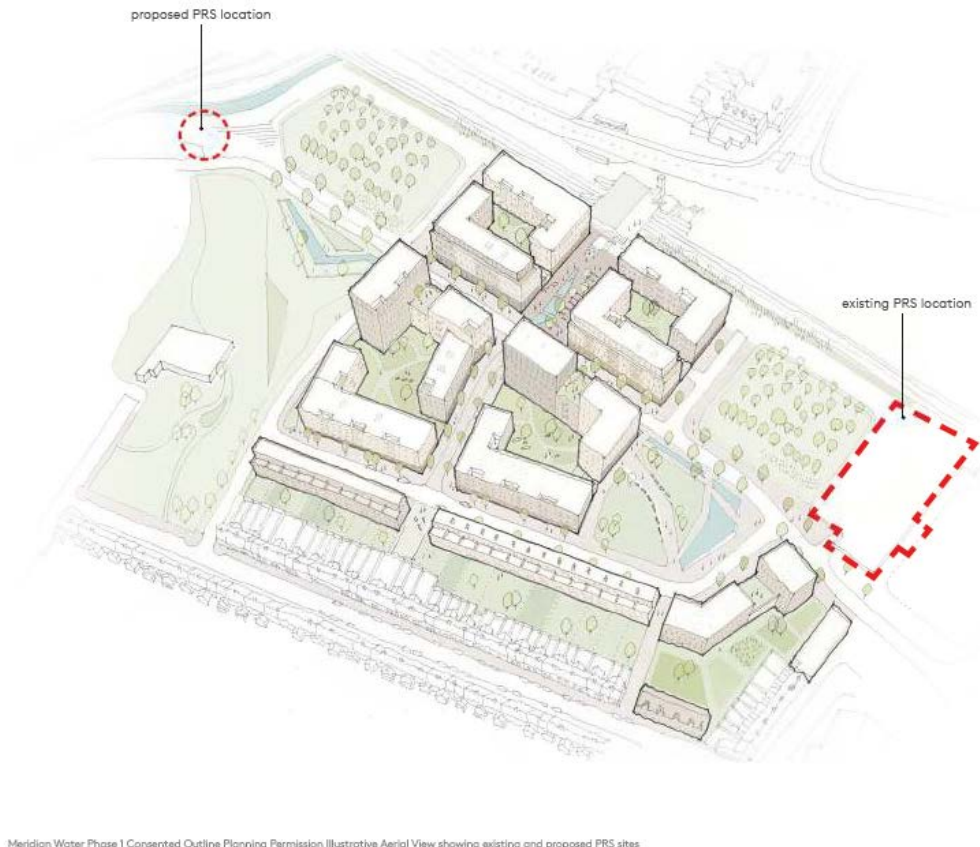 proposed PRS location
existing PRS location
Meridian Water Phase 1 Consented Outline Planning Permission Illustrative Aerial View showing existing and proposed PRS sites